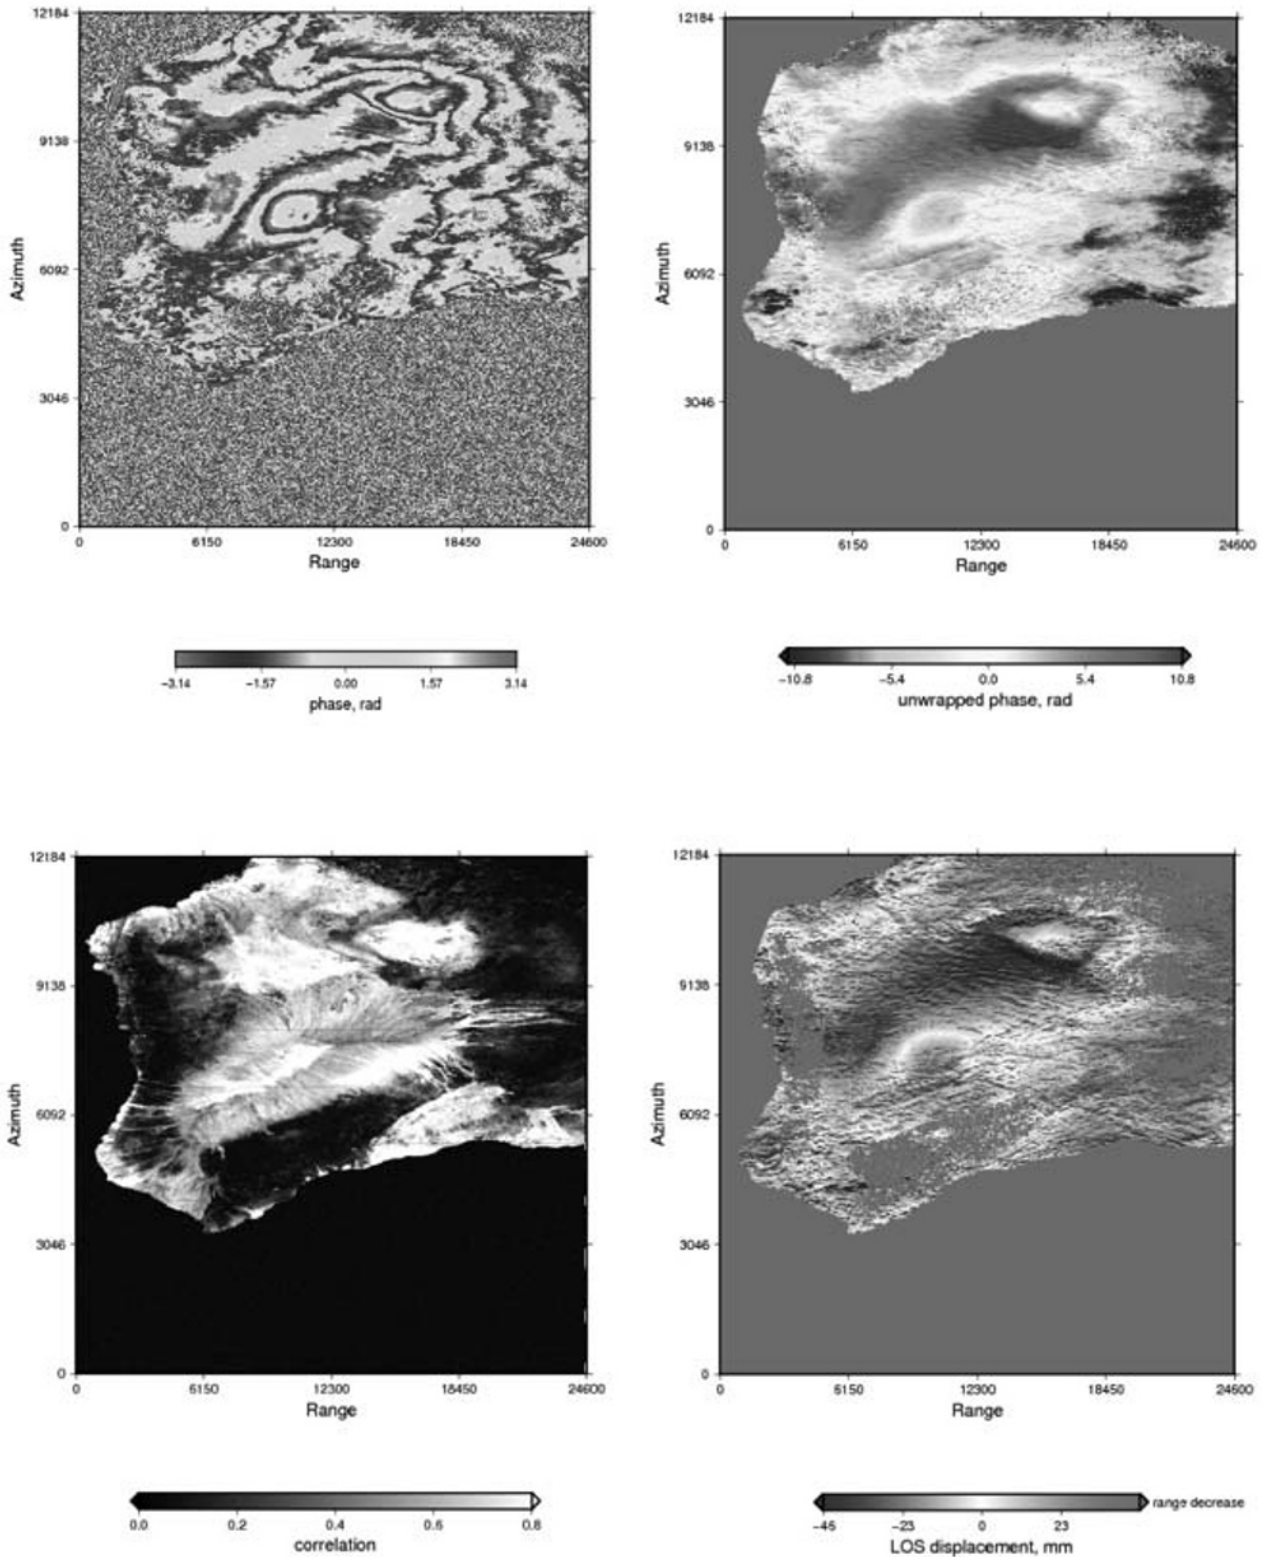 12184
9138
6092
3046
0
Azimuth
0 6150 12300 18450 24600
Range
-3.14 -1.57 0.00 1.57 3.14
phase, rad
12184
9138
6092
3046
0
Azimuth
0 6150 12300 18450 24600
Range
-10.8 -5.4 0.0 5.4 10.8
unwrapped phase, rad
12184
9138
6092
3046
0
Azimuth
0 6150 12300 18450 24600
Range
0.0 0.2 0.4 0.6 0.8
correlation
12184
9138
6092
3046
0
Azimuth
0 6150 12300 18450 24600
Range
range decrease
-45 -23 0 23
LOS displacement, mm